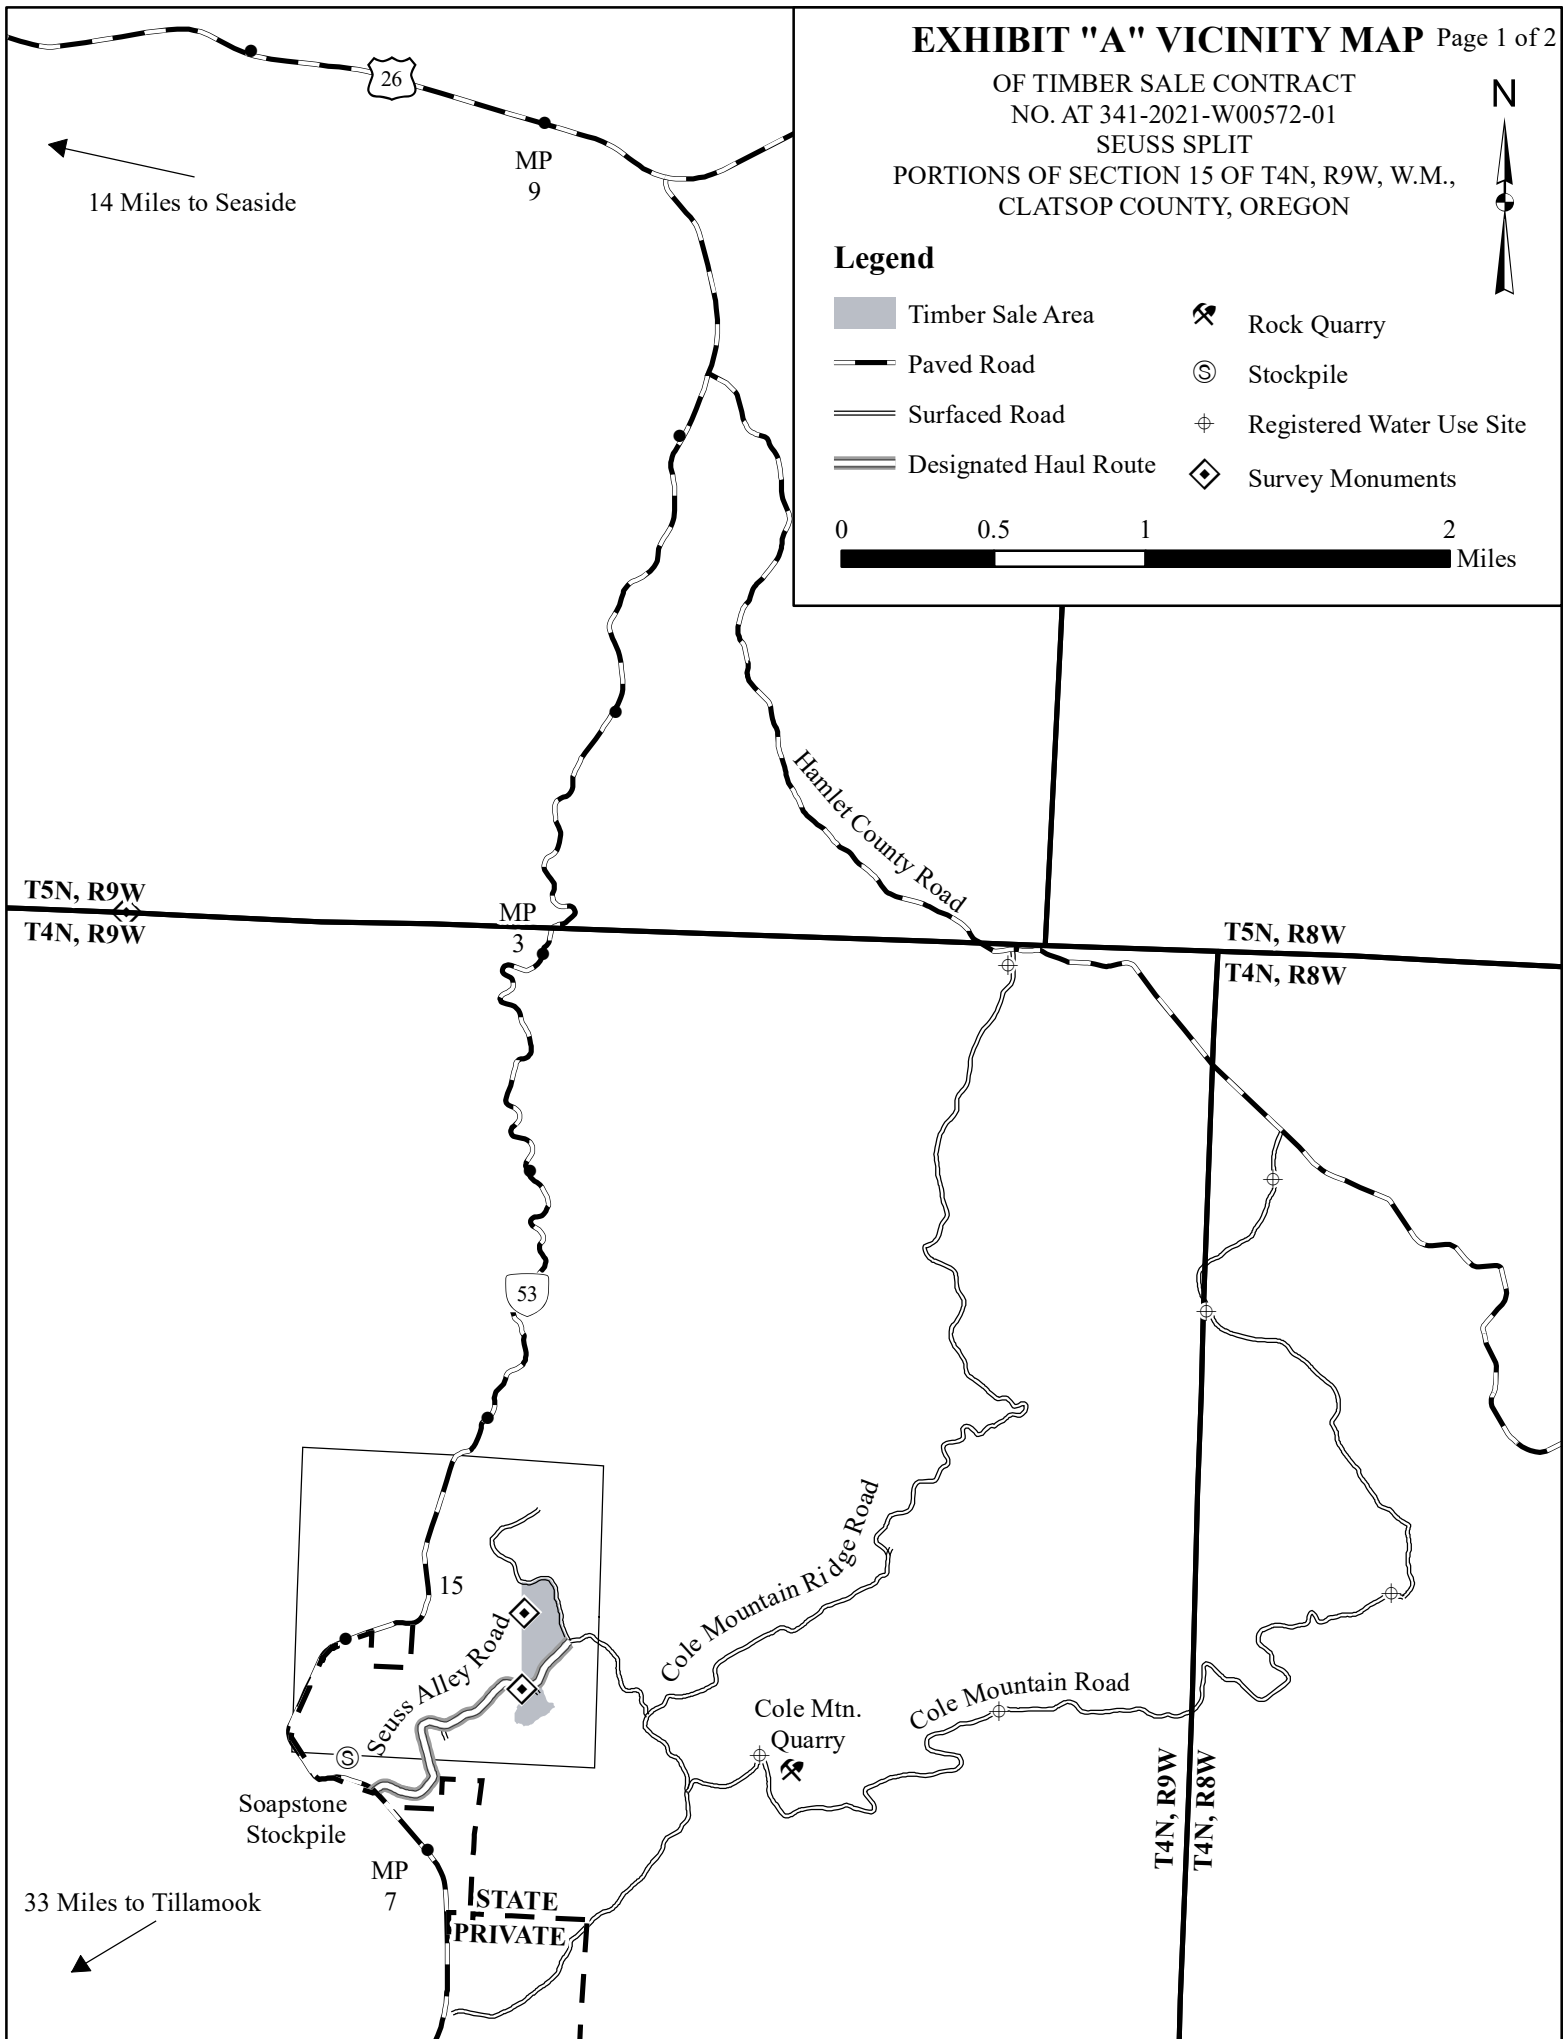 EXHIBIT "A" VICINITY MAP
Page 1 of 2
OF TIMBER SALE CONTRACT
NO. AT 341-2021-W00572-01
SEUSS SPLIT
PORTIONS OF SECTION 15 OF T4N, R9W, W.M.,
CLATSOP COUNTY, OREGON
N
Legend
Timber Sale Area
Paved Road
Surfaced Road
Designated Haul Route
Rock Quarry
S
Stockpile
Registered Water Use Site
Survey Monuments
0 0.5 1 2
Miles
26
MP
9
14 Miles to Seaside
Hamlet County Road
T5N, R9W
T4N, R9W
MP
3
T5N, R8W
T4N, R8W
53
15
Seuss Alley Road
Cole Mountain Ridge Road
Cole Mtn.
Quarry
Cole Mountain Road
S
Soapstone
Stockpile
MP
7
T4N, R9W
T4N, R8W
33 Miles to Tillamook
STATE
PRIVATE